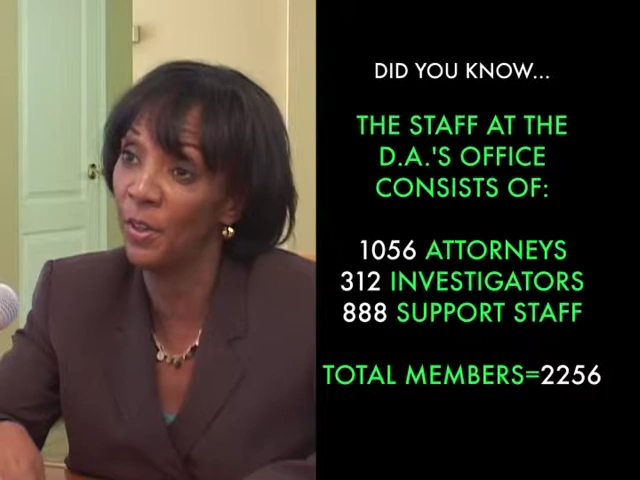 DID YOU KNOW...
THE STAFF AT THE
D.A.'S OFFICE
CONSISTS OF:
1056 ATTORNEYS
312 INVESTIGATORS
888 SUPPORT STAFF
TOTAL MEMBERS=2256